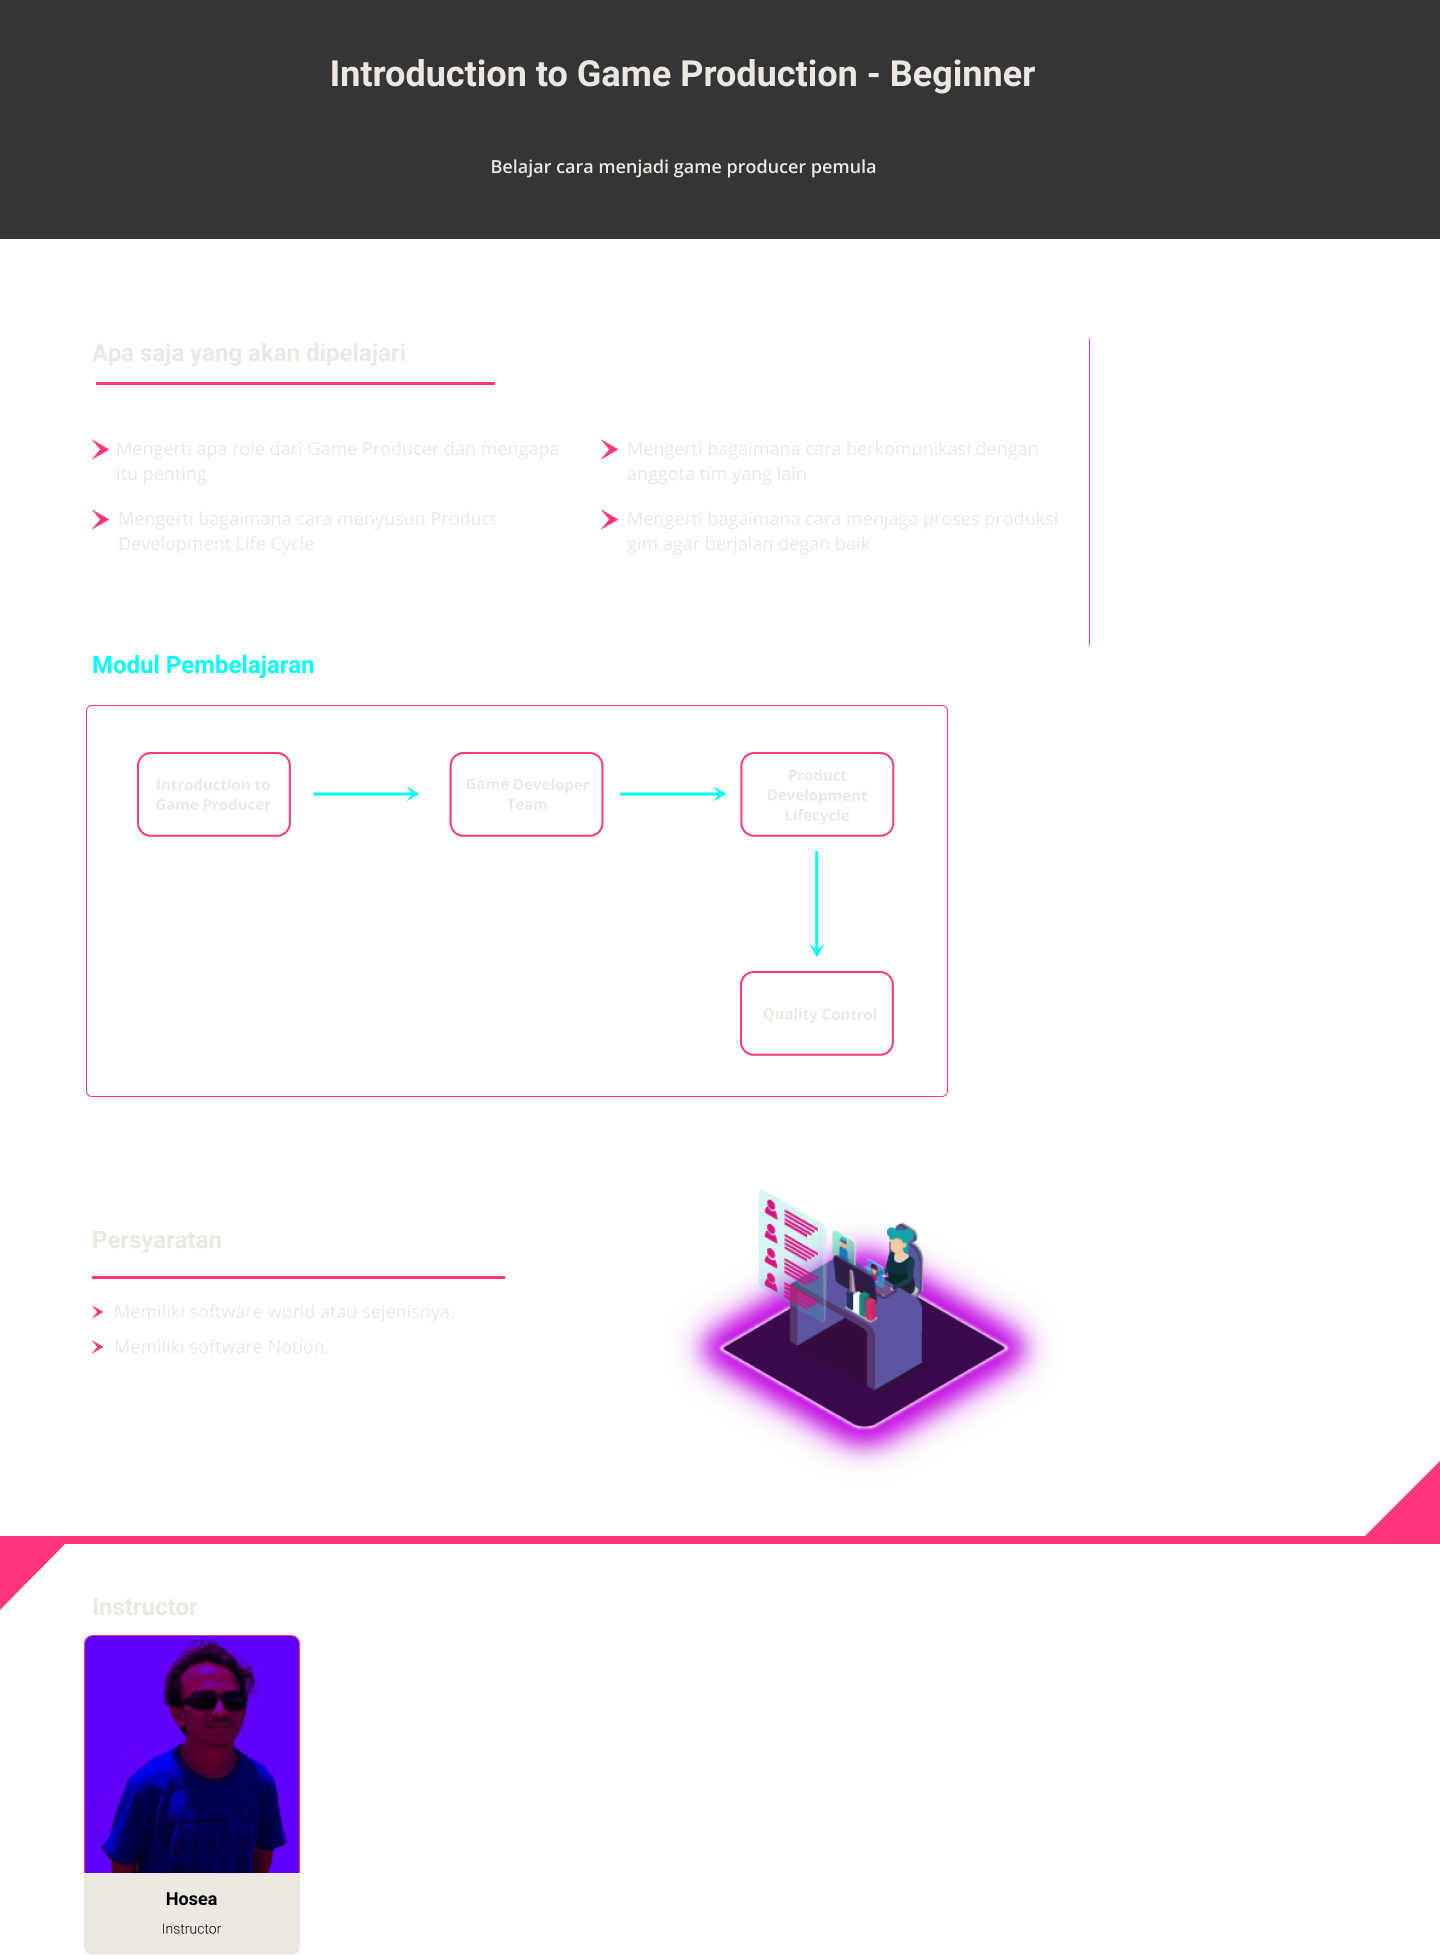 Introduction to Game Production - Beginner
Belajar cara menjadi game producer pemula
Apa saja yang akan dipelajari
Mengerti apa role dari Game Producer dan mengapa
itu penting
Mengerti bagaimana cara berkomunikasi dengan
anggota tim yang lain
Mengerti bagaimana cara menyusun Product
Development Life Cycle
Mengerti bagaimana cara menjaga proses produksi
gim agar berjalan degan baik
Modul Pembelajaran
Introduction to
Game Producer
Game Developer
Team
Product
Development
Lifecycle
Quality Control
Persyaratan
Memiliki software world atau sejenisnya.
Memiliki software Notion.
Instructor
Hosea
Instructor